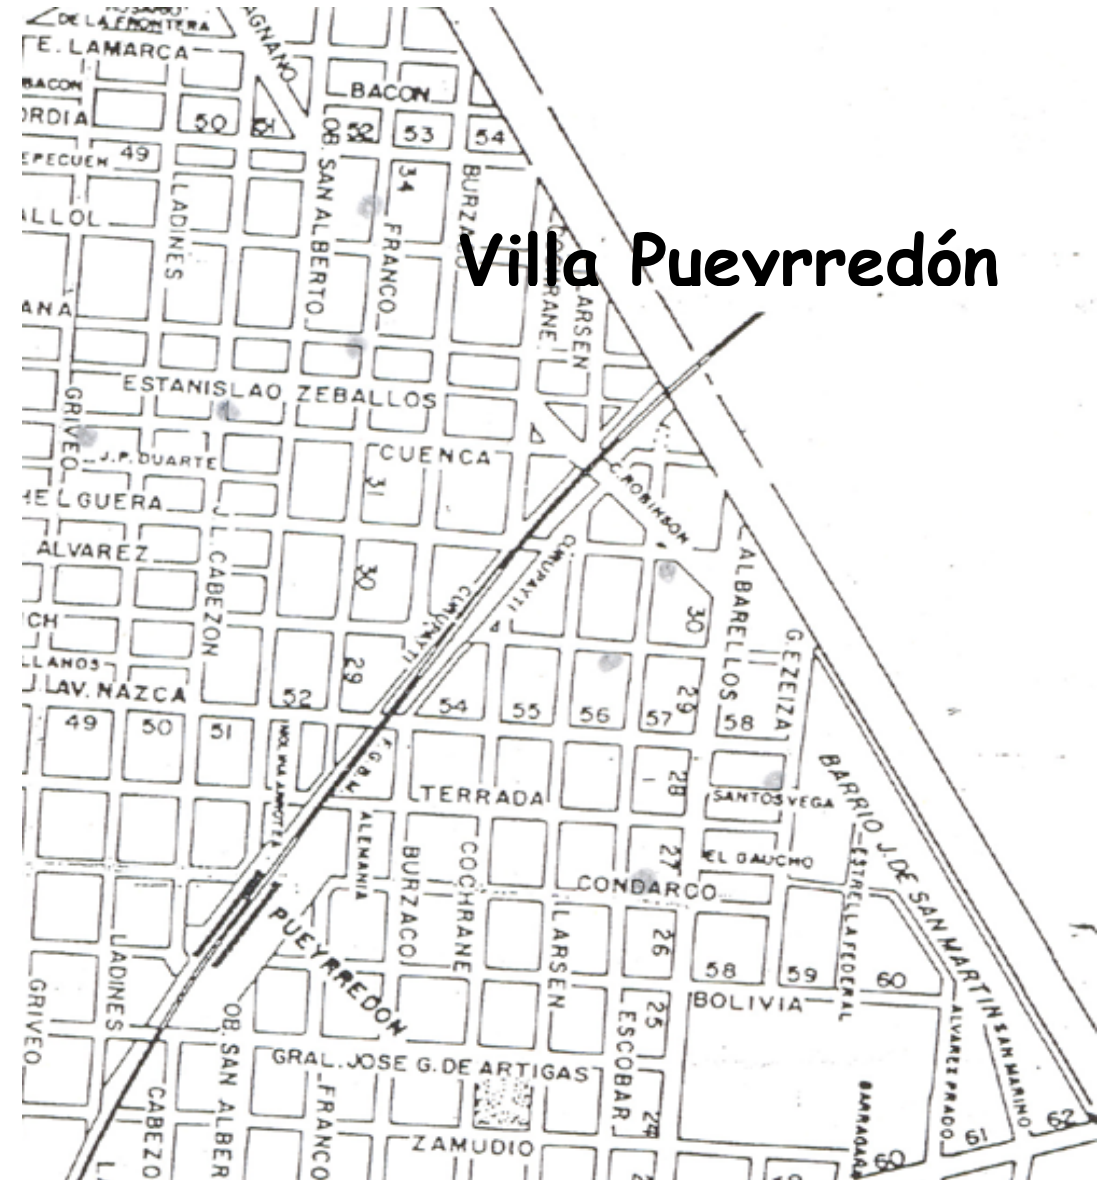 DE LA FRONTERA
E. LAMARCA
BACON
BACON
50
51
52
53
54
49
34
LADINES
OB. SAN ALBERTO
FRANCO
Villa Pueyrredón
ESTANISLAO ZEBALLOS
GRIVEO
J.P. DUARTE
CUENCA
31
C. ROBINSON
HELGUERA
ALVAREZ
L. CABEZON
30
CURUPAYTI
CURUPAYTI
ALBARELLOS
30
G. EZEIZA
LLANOS
AV. NAZCA
29
29
52
54
55
56
57
58
49
50
51
F.G.B.M.
BARRIO J. DE SAN MARTIN
28
TERRADA
SANTOS VEGA
ALEMANIA
BURZACO
COCHRANE
27
EL GAUCHO
CONDARCO
ESTRELLA FEDERAL
PUEYRREDON
LARSEN
26
58
59
60
LADINES
GRIVEO
BOLIVIA
25
ESCOBAR
OB. SAN ALBER
GRAL. JOSE G. DE ARTIGAS
ALVAREZ PRADO
SAN MARINO
CABEZO
FRANCO
24
ZAMUDIO
60
61
62